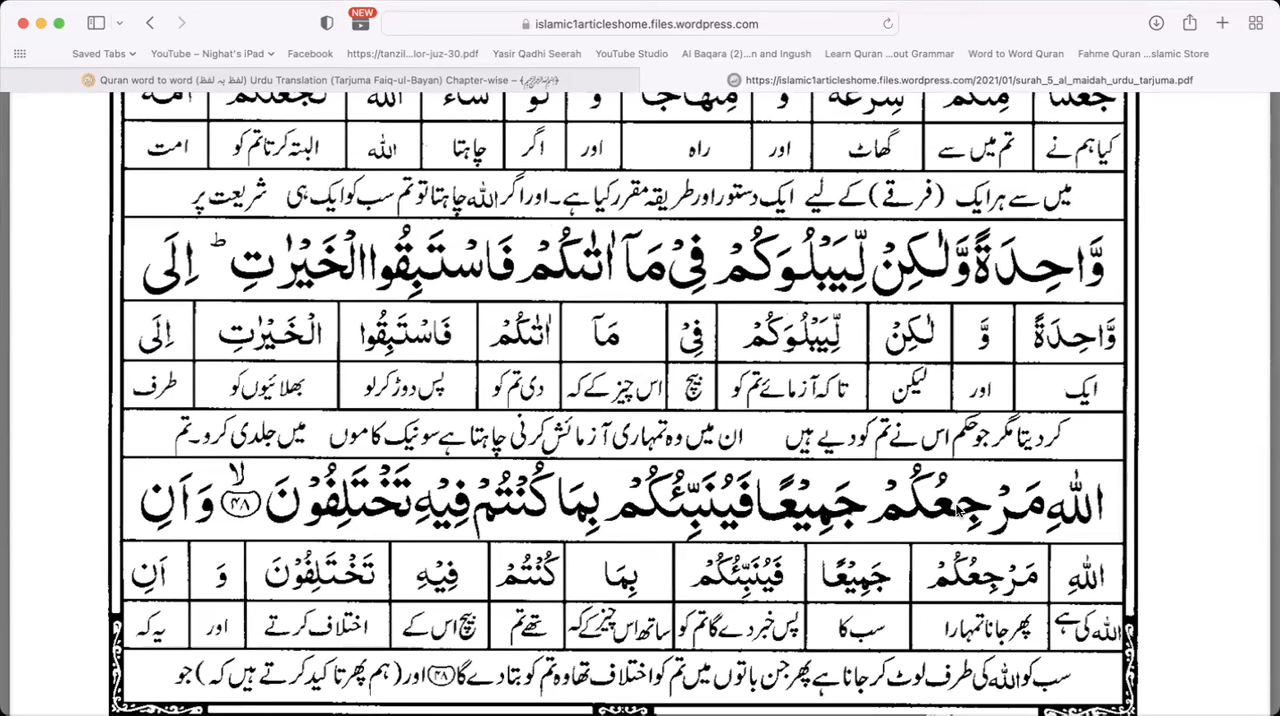 NEW
islamic1articleshome.files.wordpress.com
Saved Tabs YouTube – Nighat's iPad Facebook https://tanzil...lor-juz-30.pdf Yasir Qadhi Seerah YouTube Studio Al Baqara (2)...n and Ingush Learn Quran ...out Grammar Word to Word Quran Fahme Quran ...slamic Store
Quran word to word (لفظ بہ لفظ) Urdu Translation (Tarjuma Faiq-ul-Bayan) Chapter-wise – https://islamic1articleshome.files.wordpress.com/2021/01/surah_5_al_maidah_urdu_tarjuma.pdf
جَعَلْنَا مِنْكُمْ شِرْعَةً وَّ مِنْهَاجًا وَ لَوْ شَآءَ اللّٰهُ لَجَعَلَكُمْ اُمَّةً
کیا ہم نے تم میں سے گھاٹ اور راہ اور اگر چاہتا اللہ البتہ کرتا تم کو امت
میں سے ہر ایک (فرقے) کے لیے ایک دستور اور طریقہ مقرر کیا ہے۔ اور اگر اللہ چاہتا تو تم سب کو ایک ہی شریعت پر
وَّاحِدَةً وَّلٰكِنْ لِّيَبْلُوَكُمْ فِىْ مَآ اٰتٰىكُمْ فَاسْتَبِقُوا الْخَيْرٰتِ ؕ اِلَى
وَّاحِدَةً وَّ لٰكِنْ لِّيَبْلُوَكُمْ فِىْ مَآ اٰتٰىكُمْ فَاسْتَبِقُوا الْخَيْرٰتِ اِلَى
ایک اور لیکن تاکہ آزمائے تم کو بیچ اس چیز کے کہ دی تم کو پس دوڑ کر لو بھلائیوں کو طرف
کر دیتا مگر جو حکم اس نے تم کو دیے ہیں ان میں وہ تمہاری آزمائش کرنی چاہتا ہے سو نیک کاموں میں جلدی کرو۔ تم
اللّٰهِ مَرْجِعُكُمْ جَمِيْعًا فَيُنَبِّئُكُمْ بِمَا كُنْتُمْ فِيْهِ تَخْتَلِفُوْنَ ۙ ﴿۴۸﴾ وَ اَنِ
اللّٰهِ مَرْجِعُكُمْ جَمِيْعًا فَيُنَبِّئُكُمْ بِمَا كُنْتُمْ فِيْهِ تَخْتَلِفُوْنَ وَ اَنِ
اللہ کی ہے پھر جانا تمہارا سب کا پس خبر دے گا تم کو ساتھ اس چیز کے کہ تھے تم بیچ اس کے اختلاف کرتے اور یہ کہ
سب کو اللہ کی طرف لوٹ کر جانا ہے پھر جن باتوں میں تم کو اختلاف تھا وہ تم کو بتا دے گا ﴿۴۸﴾ اور (ہم پھر تاکید کرتے ہیں کہ) جو